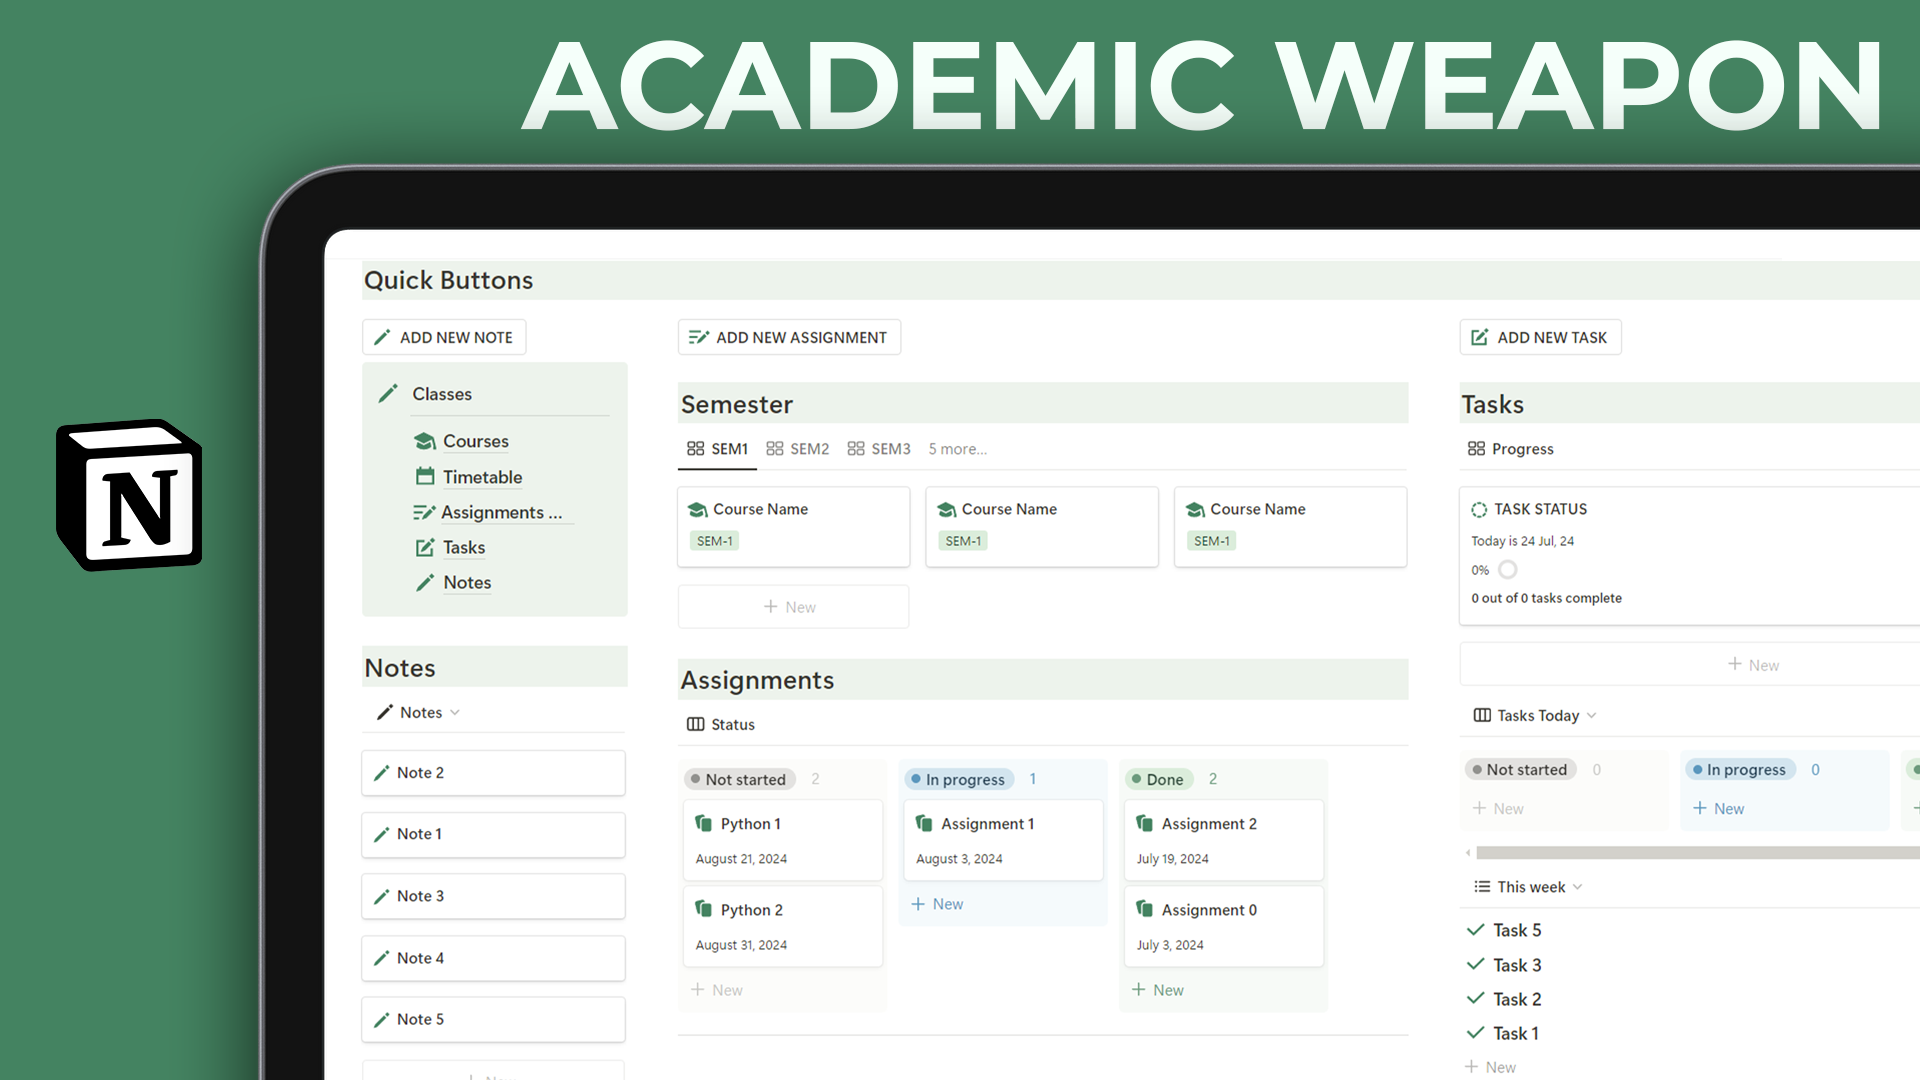 ACADEMIC WEAPON
N
Quick Buttons
ADD NEW NOTE
Classes
Courses
Timetable
Assignments ...
Tasks
Notes
Notes
Notes
Note 2
Note 1
Note 3
Note 4
Note 5
ADD NEW ASSIGNMENT
Semester
SEM1 SEM2 SEM3 5 more...
Course Name
SEM-1
Course Name
SEM-1
Course Name
SEM-1
+ New
Assignments
Status
Not started 2
Python 1
August 21, 2024
Python 2
August 31, 2024
+ New
In progress 1
Assignment 1
August 3, 2024
+ New
Done 2
Assignment 2
July 19, 2024
Assignment 0
July 3, 2024
+ New
ADD NEW TASK
Tasks
Progress
TASK STATUS
Today is 24 Jul, 24
0%
0 out of 0 tasks complete
+ New
Tasks Today
Not started 0
+ New
In progress 0
+ New
This week
Task 5
Task 3
Task 2
Task 1
+ New